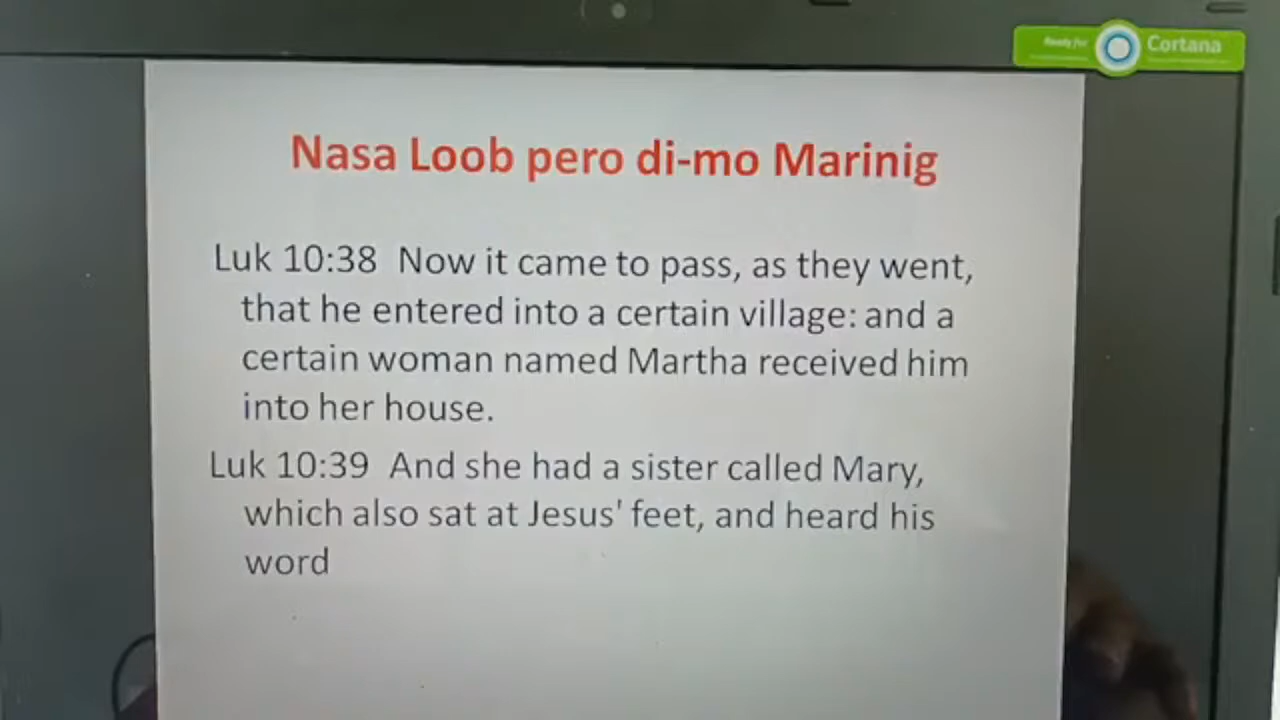 Ready for
Cortana
Nasa Loob pero di-mo Marinig
Luk 10:38 Now it came to pass, as they went,
that he entered into a certain village: and a
certain woman named Martha received him
into her house.
Luk 10:39 And she had a sister called Mary,
which also sat at Jesus' feet, and heard his
word